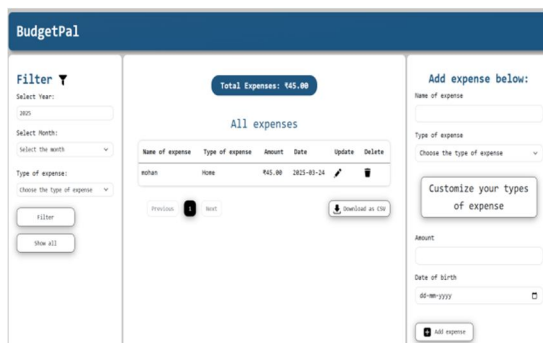 BudgetPal
Filter
Select Year:
2025
Select Month:
Select the month
Type of expense:
Choose the type of expense
Filter
Show all
Total Expenses: ₹45.00
All expenses
Name of expense Type of expense Amount Date Update Delete
mohan Home ₹45.00 2025-03-24
Previous 1 Next
Download as CSV
Add expense below:
Name of expense
Type of expense
Choose the type of expense
Customize your types
of expense
Amount
Date of birth
dd-mm-yyyy
Add expense